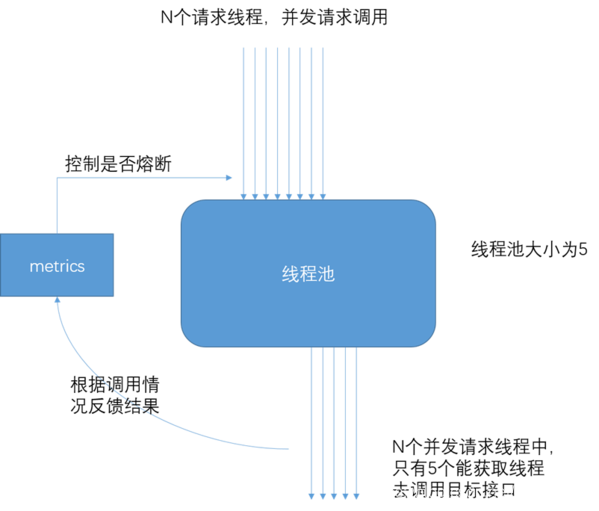 N个请求线程，并发请求调用
控制是否熔断
metrics
线程池
线程池大小为5
根据调用情
况反馈结果
N个并发请求线程中，
只有5个能获取线程
去调用目标接口